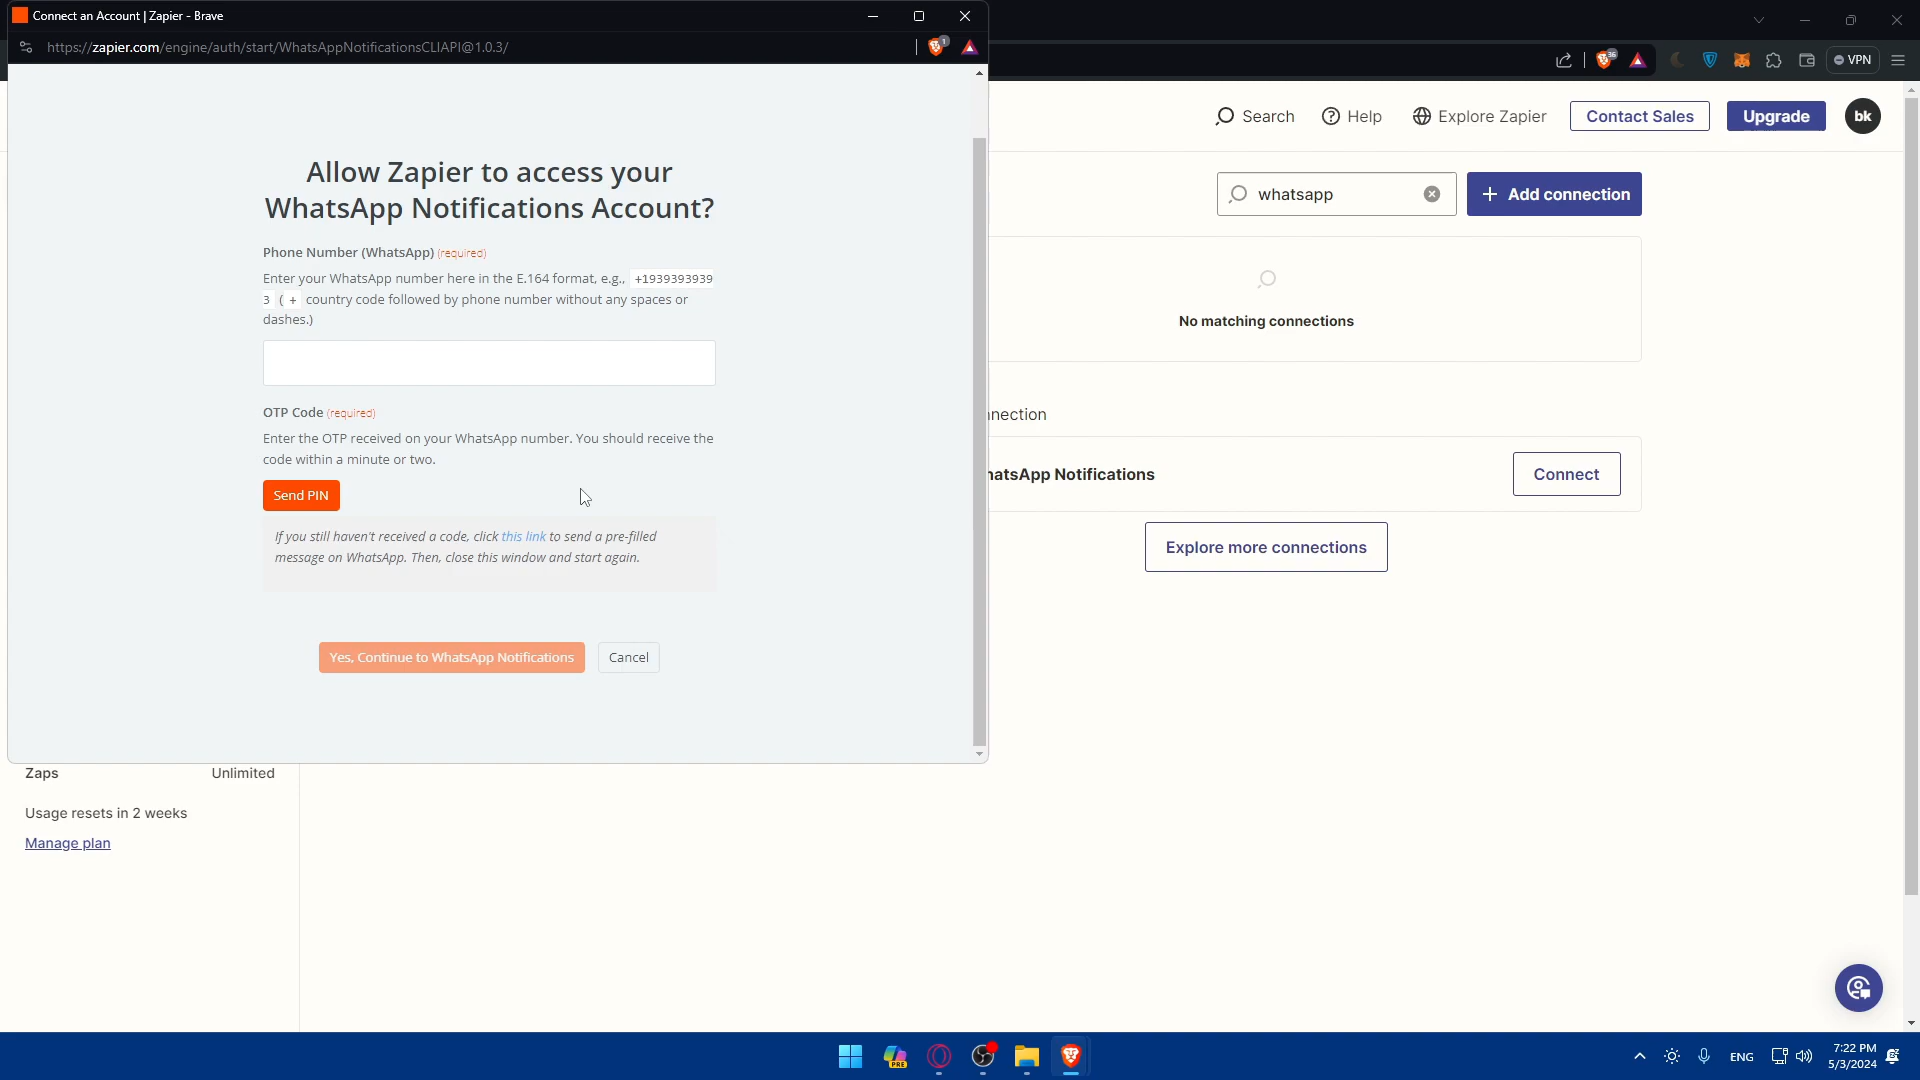 Connect an Account | Zapier - Brave
https://zapier.com/engine/auth/start/WhatsAppNotificationsCLIAPI@1.0.3/
1
36
VPN
Search
Help
Explore Zapier
Contact Sales
Upgrade
bk
whatsapp
+ Add connection
No matching connections
nnection
hatsApp Notifications
Connect
Explore more connections
Allow Zapier to access your
WhatsApp Notifications Account?
Phone Number (WhatsApp) (required)
Enter your WhatsApp number here in the E.164 format, e.g., +1939393939
3 ( + country code followed by phone number without any spaces or
dashes.)
OTP Code (required)
Enter the OTP received on your WhatsApp number. You should receive the
code within a minute or two.
Send PIN
If you still haven't received a code, click this link to send a pre-filled
message on WhatsApp. Then, close this window and start again.
Yes, Continue to WhatsApp Notifications
Cancel
Zaps Unlimited
Usage resets in 2 weeks
Manage plan
PRE
ENG
7:22 PM
5/3/2024